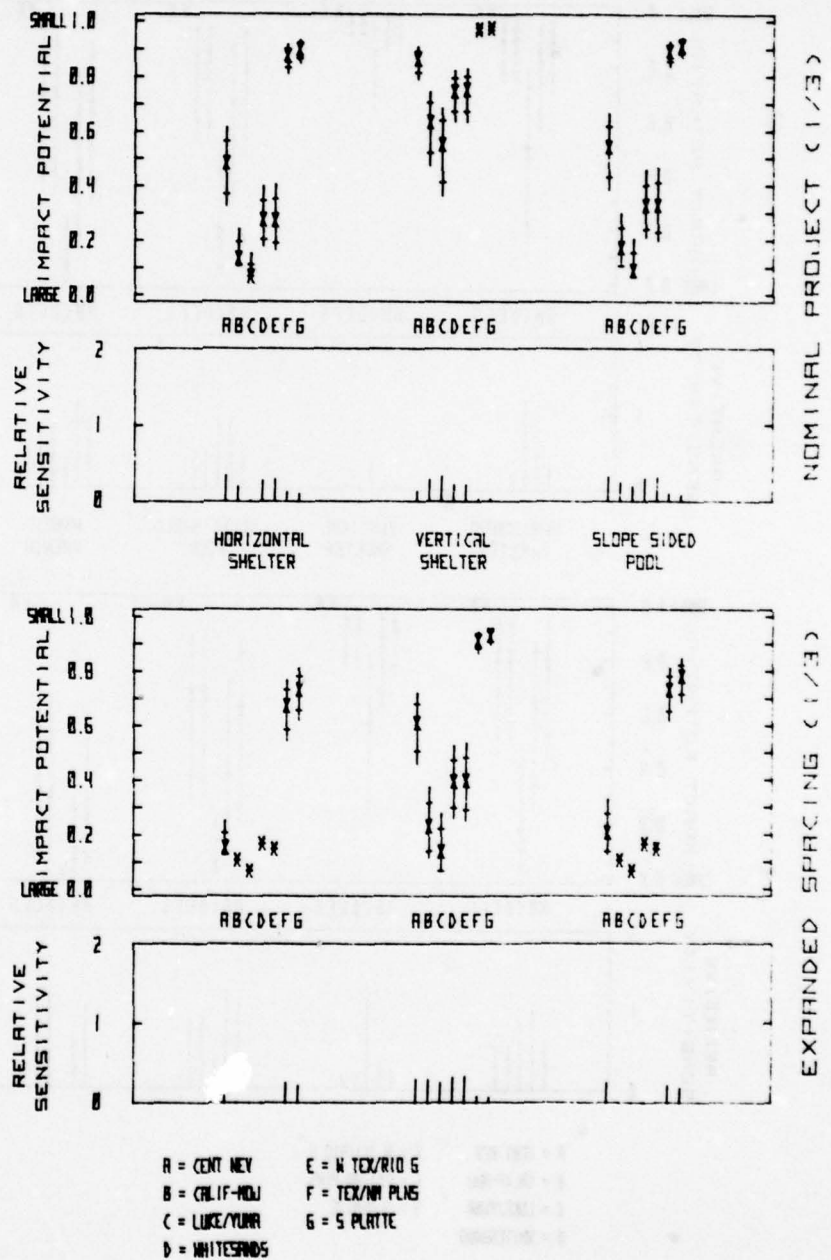 SMALL 1.0
0.8
0.6
0.4
0.2
LARGE 0.0
IMPACT POTENTIAL
ABCDEFG ABCDEFG ABCDEFG
2
1
0
RELATIVE
SENSITIVITY
HORIZONTAL
SHELTER
VERTICAL
SHELTER
SLOPE SIDED
POOL
NOMINAL PROJECT (1/3)
SMALL 1.0
0.8
0.6
0.4
0.2
LARGE 0.0
IMPACT POTENTIAL
ABCDEFG ABCDEFG ABCDEFG
2
1
0
RELATIVE
SENSITIVITY
EXPANDED SPACING (1/3)
A = CENT NEV E = W TEX/RIO G
B = CALIF-MOJ F = TEX/NM PLNS
C = LUKE/YUMA G = S PLATTE
D = WHITESANDS